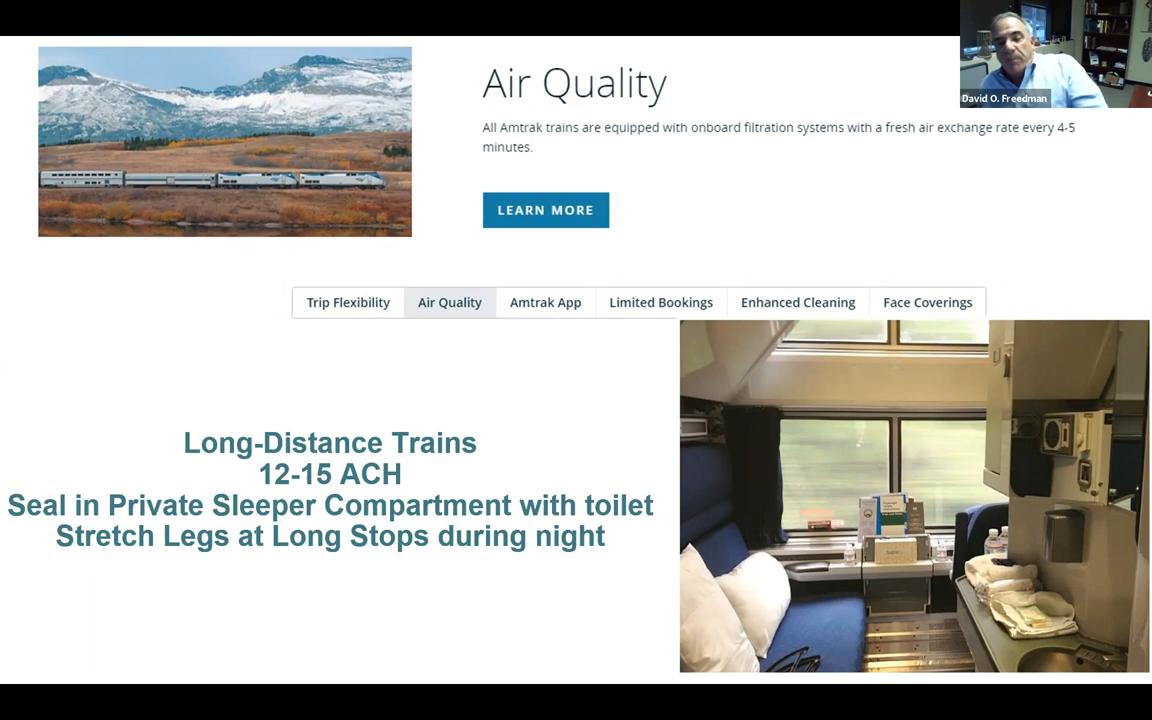 Air Quality
All Amtrak trains are equipped with onboard filtration systems with a fresh air exchange rate every 4-5
minutes.
LEARN MORE
David O. Freedman
Trip Flexibility
Air Quality
Amtrak App
Limited Bookings
Enhanced Cleaning
Face Coverings
Long-Distance Trains
12-15 ACH
Seal in Private Sleeper Compartment with toilet
Stretch Legs at Long Stops during night